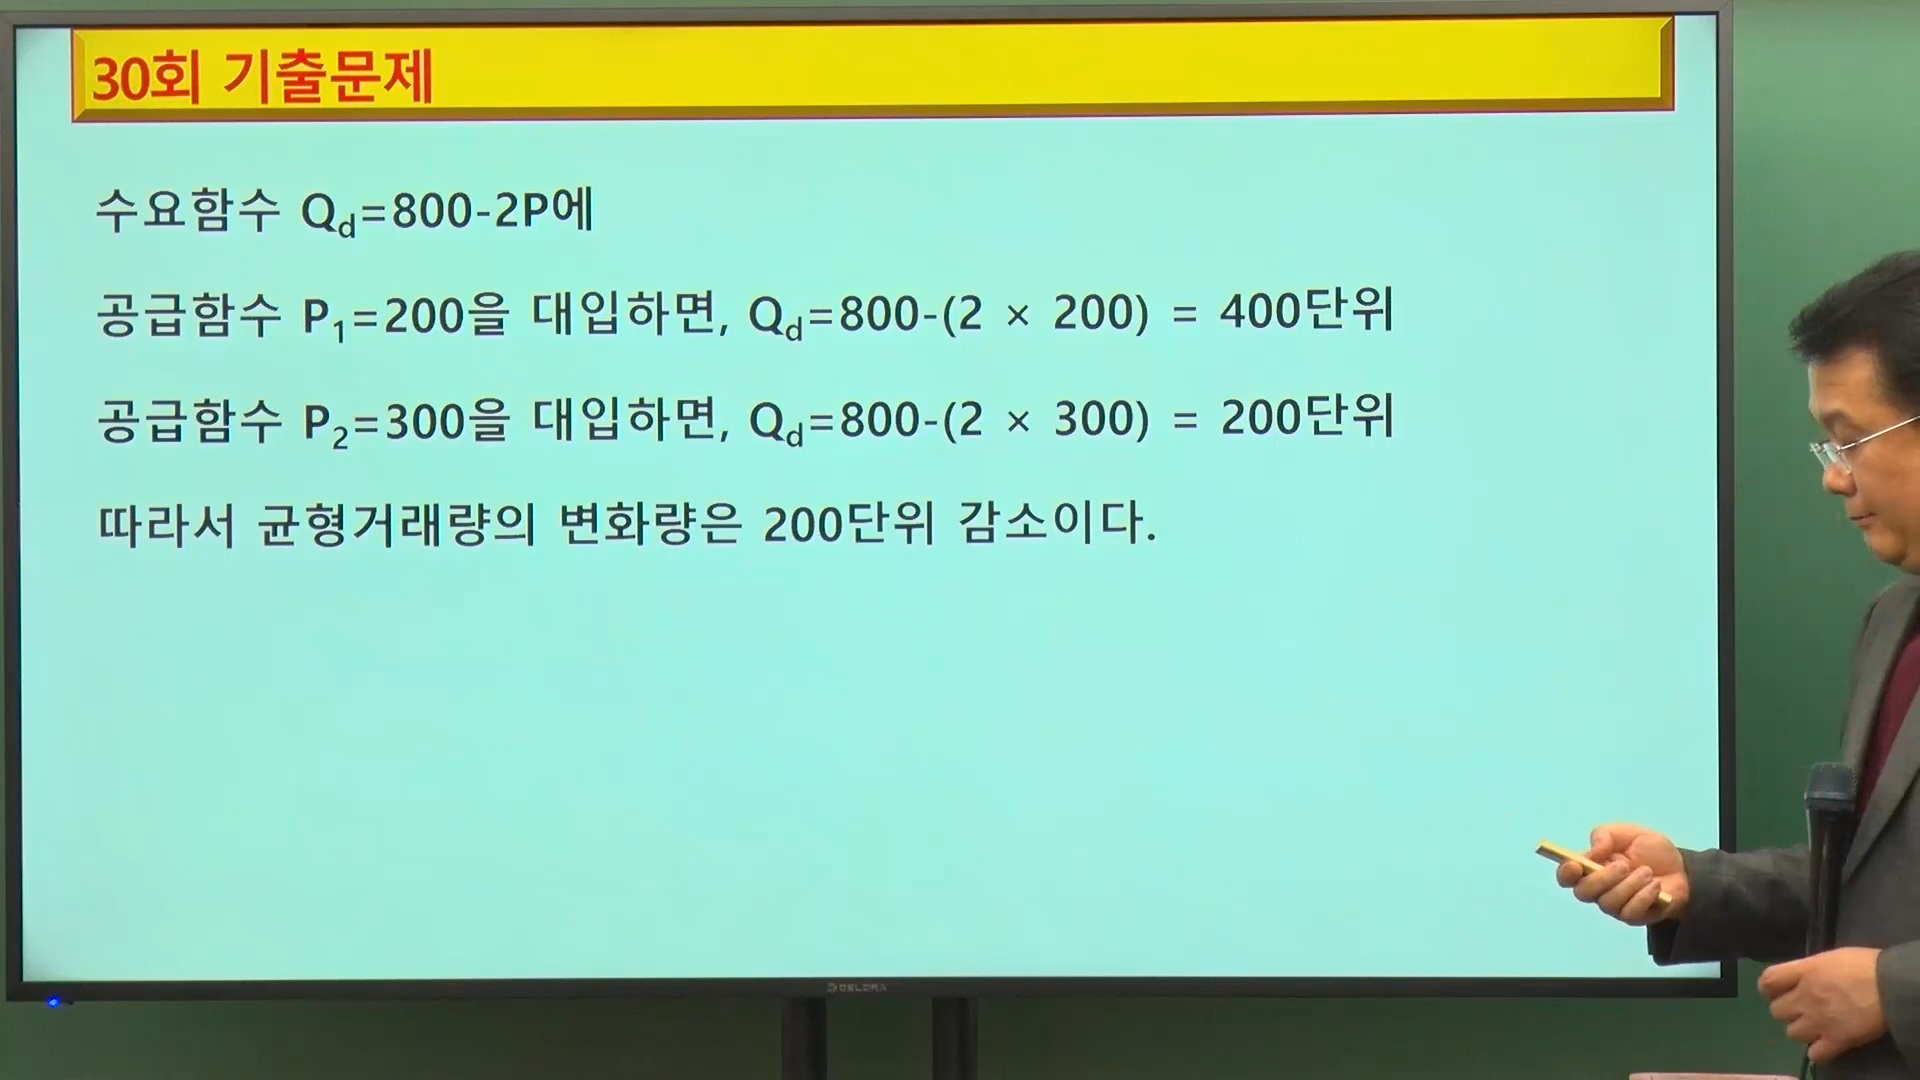 30회 기출문제
수요함수 Qd=800-2P에
공급함수 P1=200을 대입하면, Qd=800-(2 × 200) = 400단위
공급함수 P2=300을 대입하면, Qd=800-(2 × 300) = 200단위
따라서 균형거래량의 변화량은 200단위 감소이다.